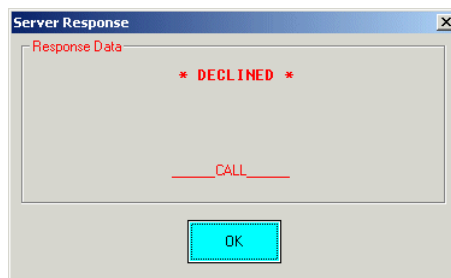 Server Response
Response Data
* DECLINED *
_____CALL_____
OK